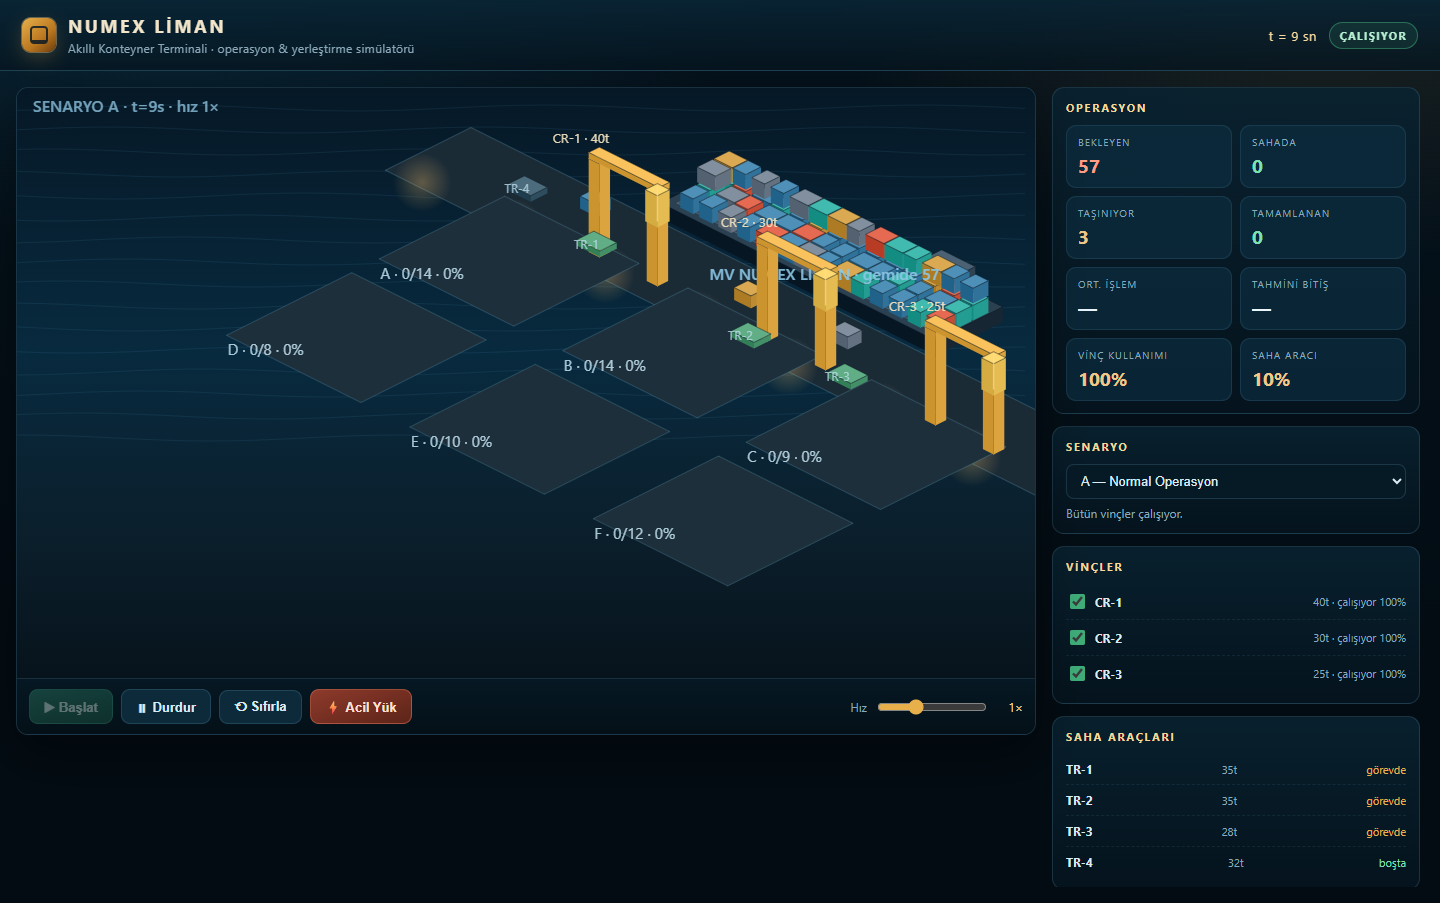 NUMEX LİMAN
Akıllı Konteyner Terminali · operasyon & yerleştirme simülatörü
t = 9 sn
ÇALIŞIYOR
SENARYO A · t=9s · hız 1×
CR-1 · 40t
TR-4
CR-2 · 30t
TR-1
A · 0/14 · 0%
MV NUMEX LİMAN · gemide 57
CR-3 · 25t
TR-2
D · 0/8 · 0%
B · 0/14 · 0%
TR-3
E · 0/10 · 0%
C · 0/9 · 0%
F · 0/12 · 0%
▶ Başlat
⏸ Durdur
⟲ Sıfırla
⚡ Acil Yük
Hız
1×
OPERASYON
BEKLEYEN
57
SAHADA
0
TAŞINIYOR
3
TAMAMLANAN
0
ORT. İŞLEM
—
TAHMİNİ BİTİŞ
—
VİNÇ KULLANIMI
100%
SAHA ARACI
10%
SENARYO
A — Normal Operasyon
Bütün vinçler çalışıyor.
VİNÇLER
CR-1 40t · çalışıyor 100%
CR-2 30t · çalışıyor 100%
CR-3 25t · çalışıyor 100%
SAHA ARAÇLARI
TR-1 35t görevde
TR-2 35t görevde
TR-3 28t görevde
TR-4 32t boşta